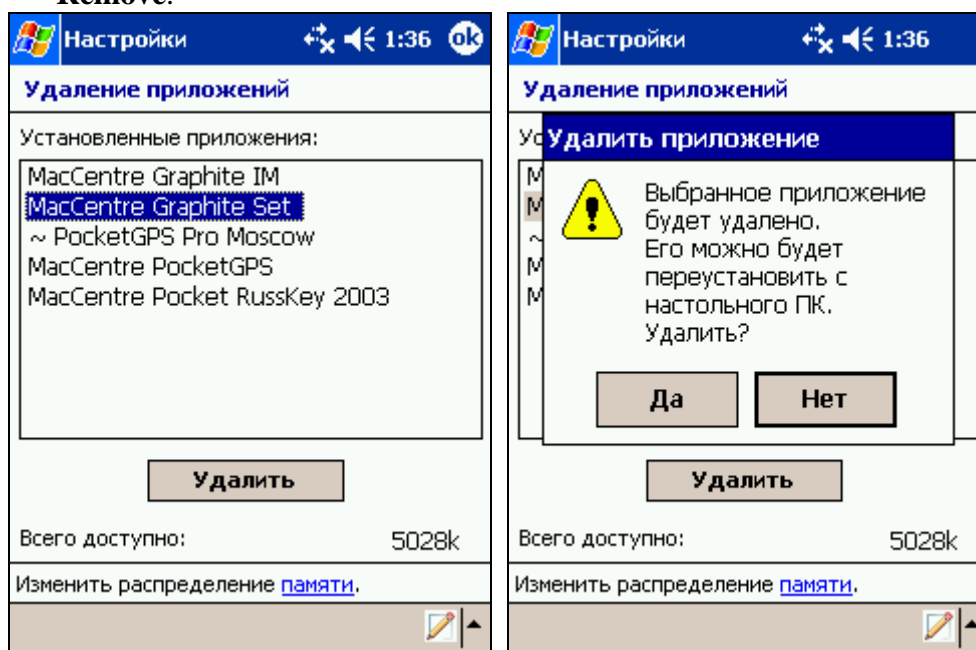 Remove.
Настройки 1:36 ok
Удаление приложений
Установленные приложения:
MacCentre Graphite IM
MacCentre Graphite Set
~ PocketGPS Pro Moscow
MacCentre PocketGPS
MacCentre Pocket RussKey 2003
Удалить
Всего доступно: 5028k
Изменить распределение памяти.
Настройки 1:36
Удаление приложений
Ус
Удалить приложение
M
M
~
M
M
Выбранное приложение
будет удалено.
Его можно будет
переустановить с
настольного ПК.
Удалить?
Да Нет
Удалить
Всего доступно: 5028k
Изменить распределение памяти.